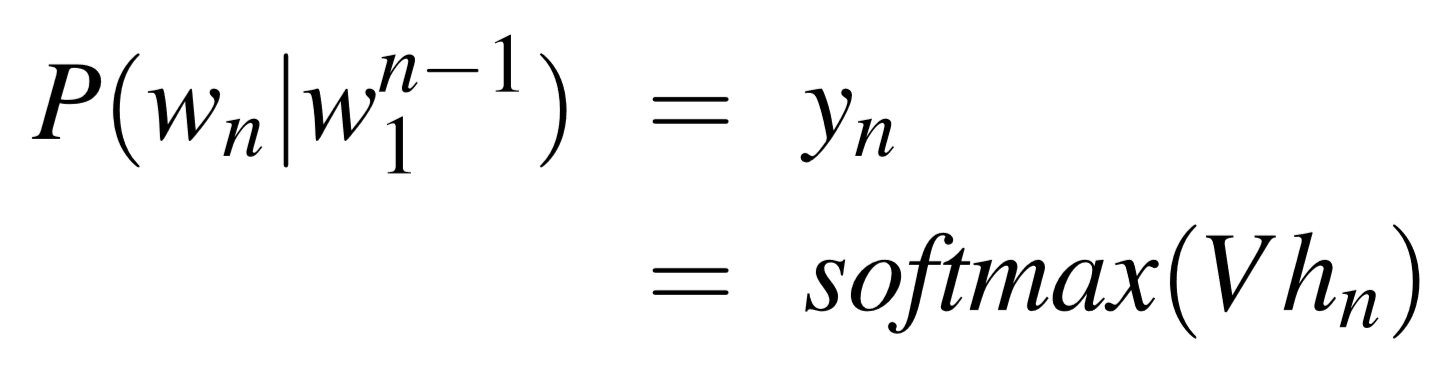 P(w_n|w_1^{n-1}) = y_n
= softmax(Vh_n)